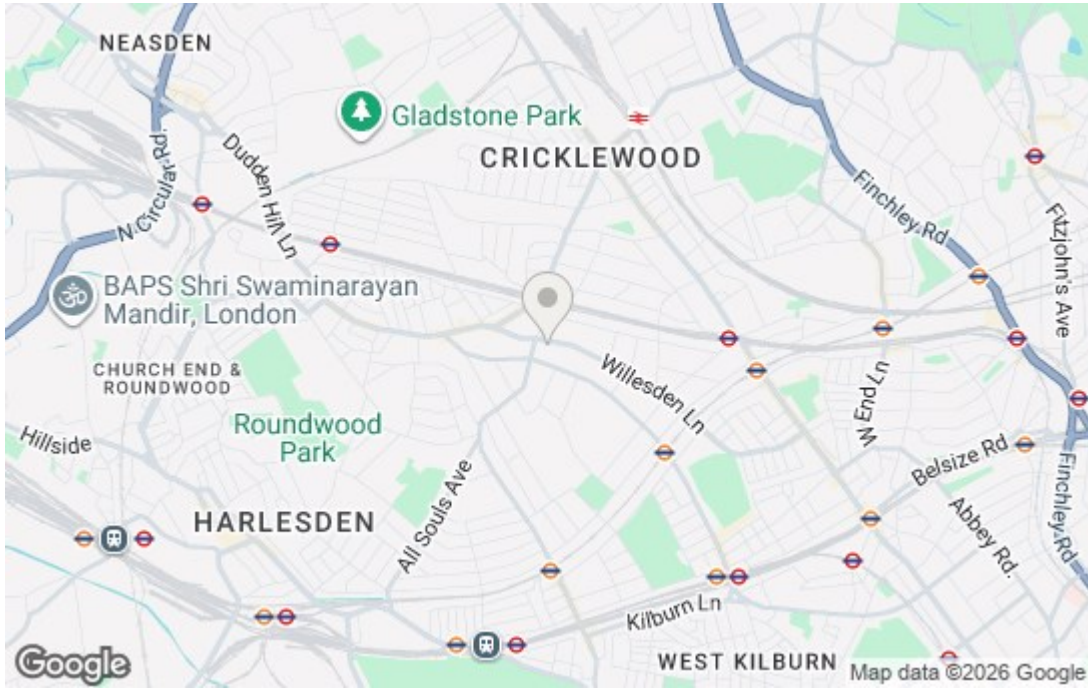 NEASDEN
Gladstone Park
CRICKLEWOOD
Dudden Hill Ln
N Circular Rd.
Finchley Rd
Fitzjohn's Ave
BAPS Shri Swaminarayan
Mandir, London
CHURCH END &
ROUNDWOOD
Willesden Ln
W End Ln
Roundwood
Park
Hillside
Belsize Rd
Finchley Rd
HARLESDEN
All Souls Ave
Abbey Rd.
Kilburn Ln
WEST KILBURN
Google
Map data ©2026 Google